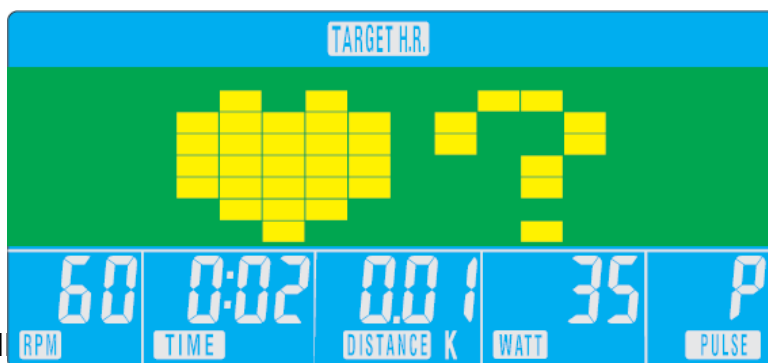 TARGET H.R.
?
60 0:02 0.01 35 P
RPM TIME DISTANCE K WATT PULSE